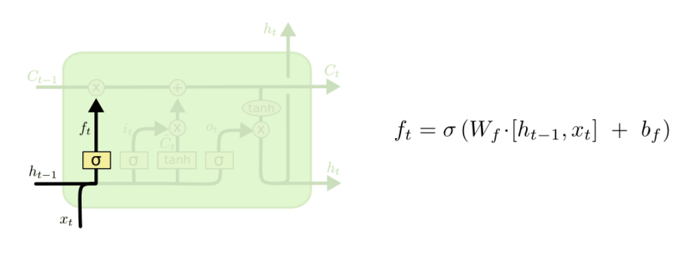 h_t
C_{t-1}
C_t
× +
tanh
f_t i_t o_t × ×
C̃_t
σ σ tanh σ
h_{t-1} h_t
x_t
f_t = σ (W_f · [h_{t-1}, x_t] + b_f)